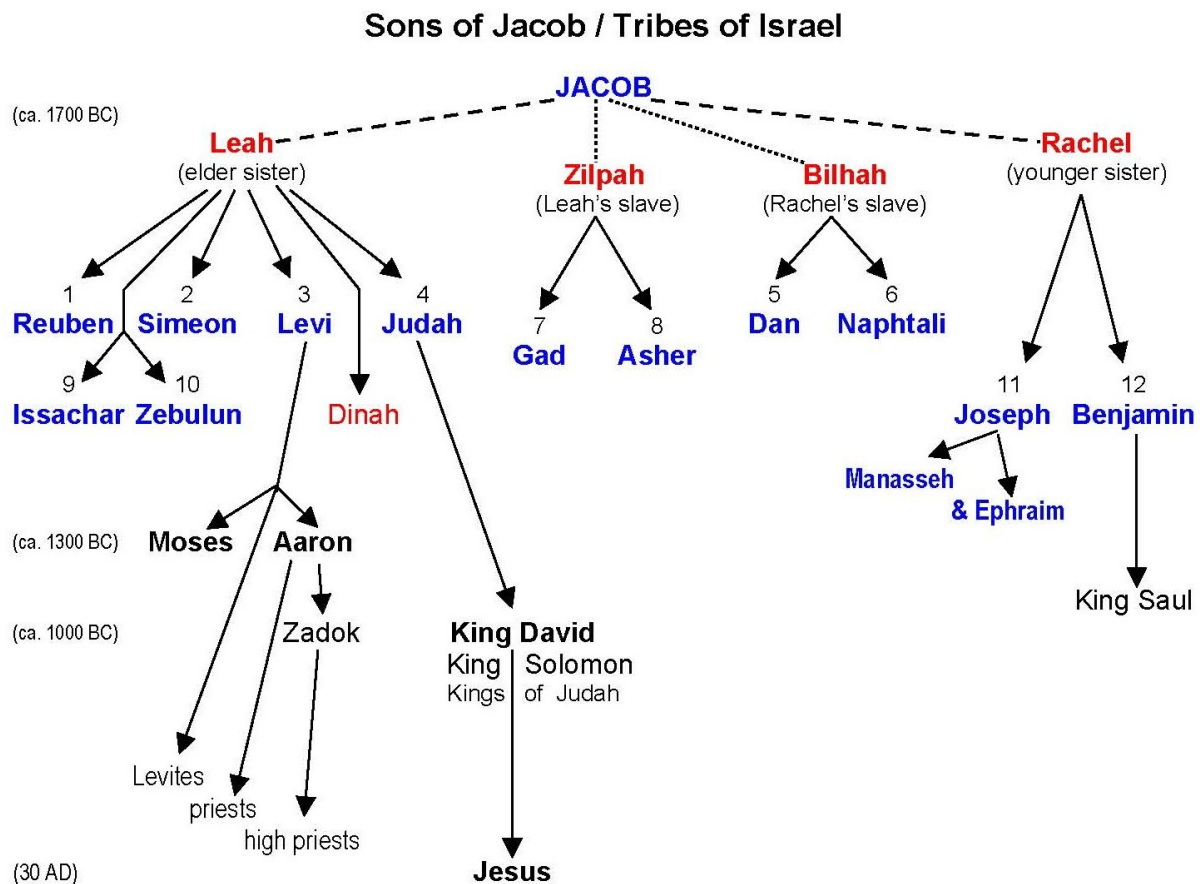 Sons of Jacob / Tribes of Israel
JACOB
(ca. 1700 BC)
Leah
(elder sister)
Zilpah
(Leah's slave)
Bilhah
(Rachel's slave)
Rachel
(younger sister)
1
Reuben
2
Simeon
3
Levi
4
Judah
7
Gad
8
Asher
5
Dan
6
Naphtali
9
Issachar
10
Zebulun
Dinah
11
Joseph
12
Benjamin
Manasseh
& Ephraim
(ca. 1300 BC)
Moses
Aaron
King Saul
(ca. 1000 BC)
Zadok
King David
King Solomon
Kings of Judah
Levites
priests
high priests
(30 AD)
Jesus